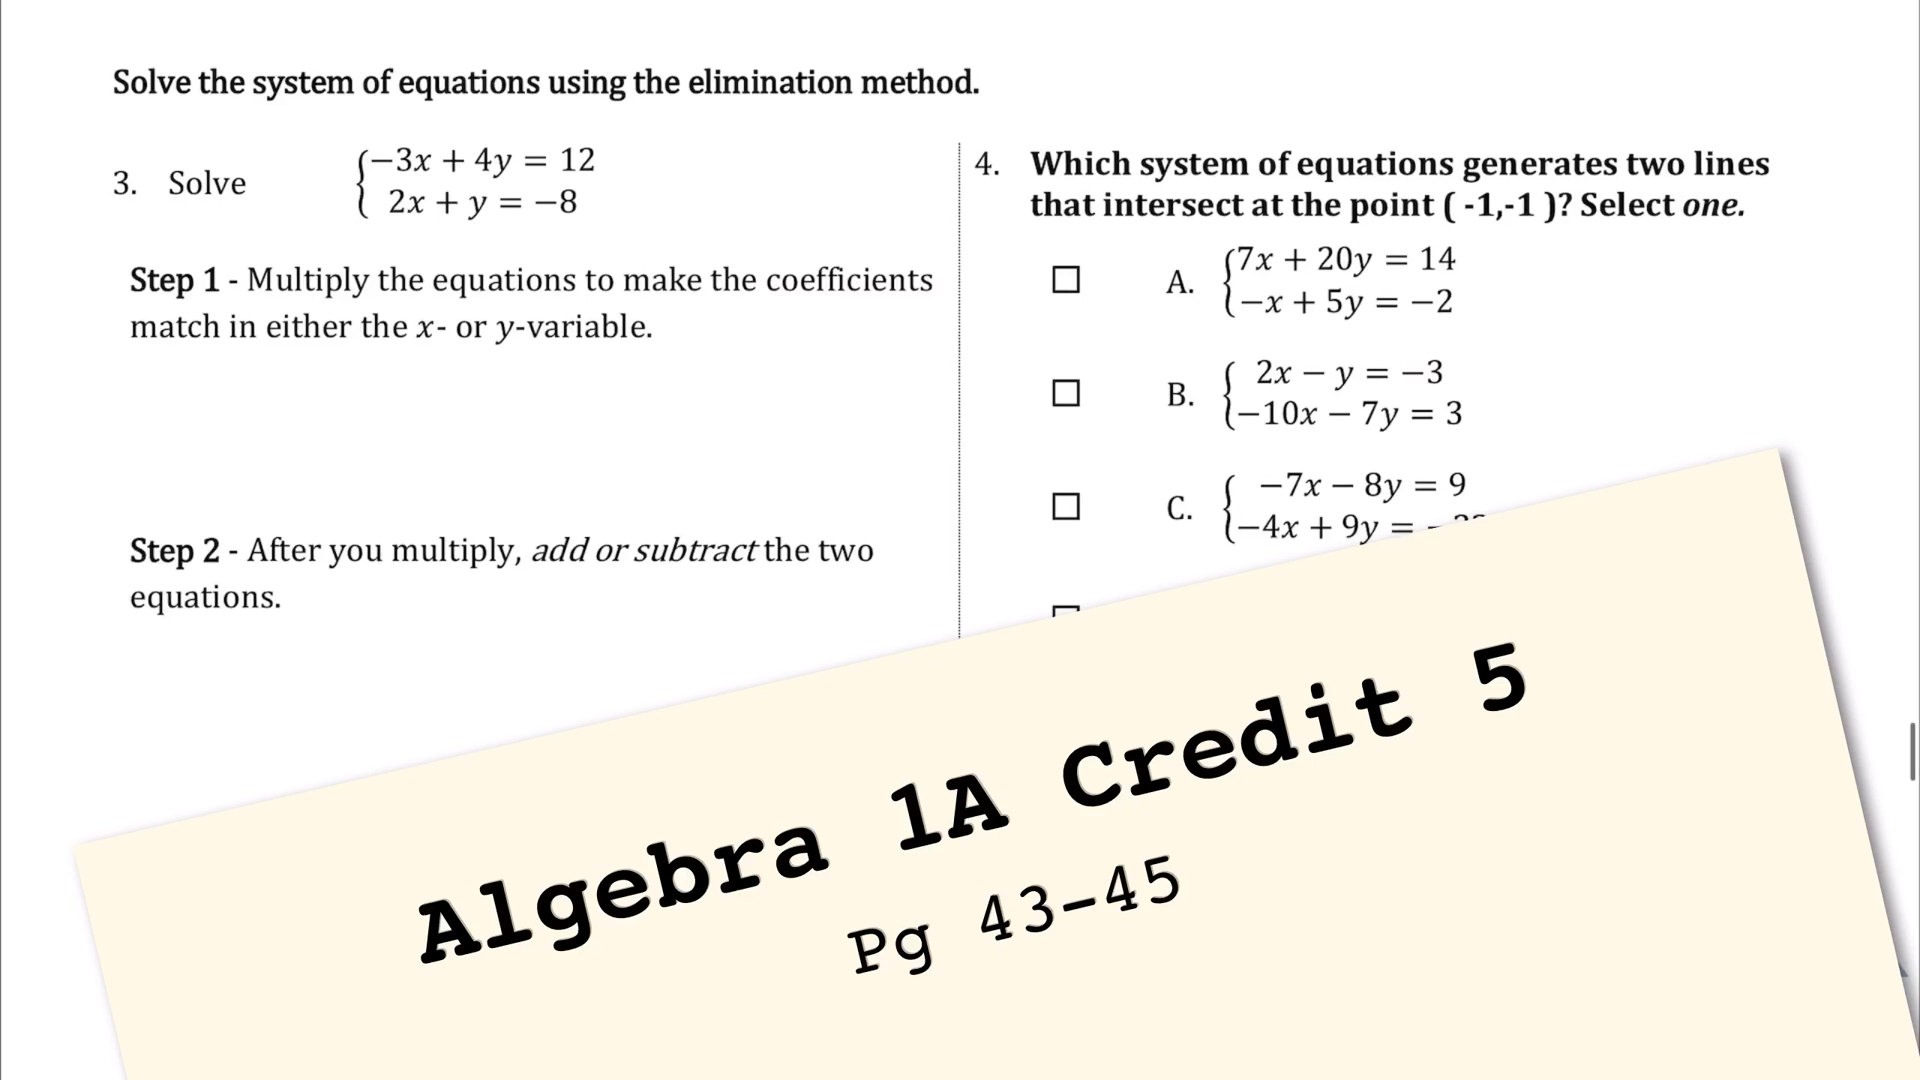 Solve the system of equations using the elimination method.
3. Solve
−3x + 4y = 12
2x + y = −8
Step 1 - Multiply the equations to make the coefficients
match in either the x- or y-variable.
Step 2 - After you multiply, add or subtract the two
equations.
4. Which system of equations generates two lines
that intersect at the point ( -1,-1 )? Select one.
A.
7x + 20y = 14
−x + 5y = −2
B.
2x − y = −3
−10x − 7y = 3
C.
−7x − 8y = 9
−4x + 9y =
Algebra 1A Credit 5
Pg 43-45